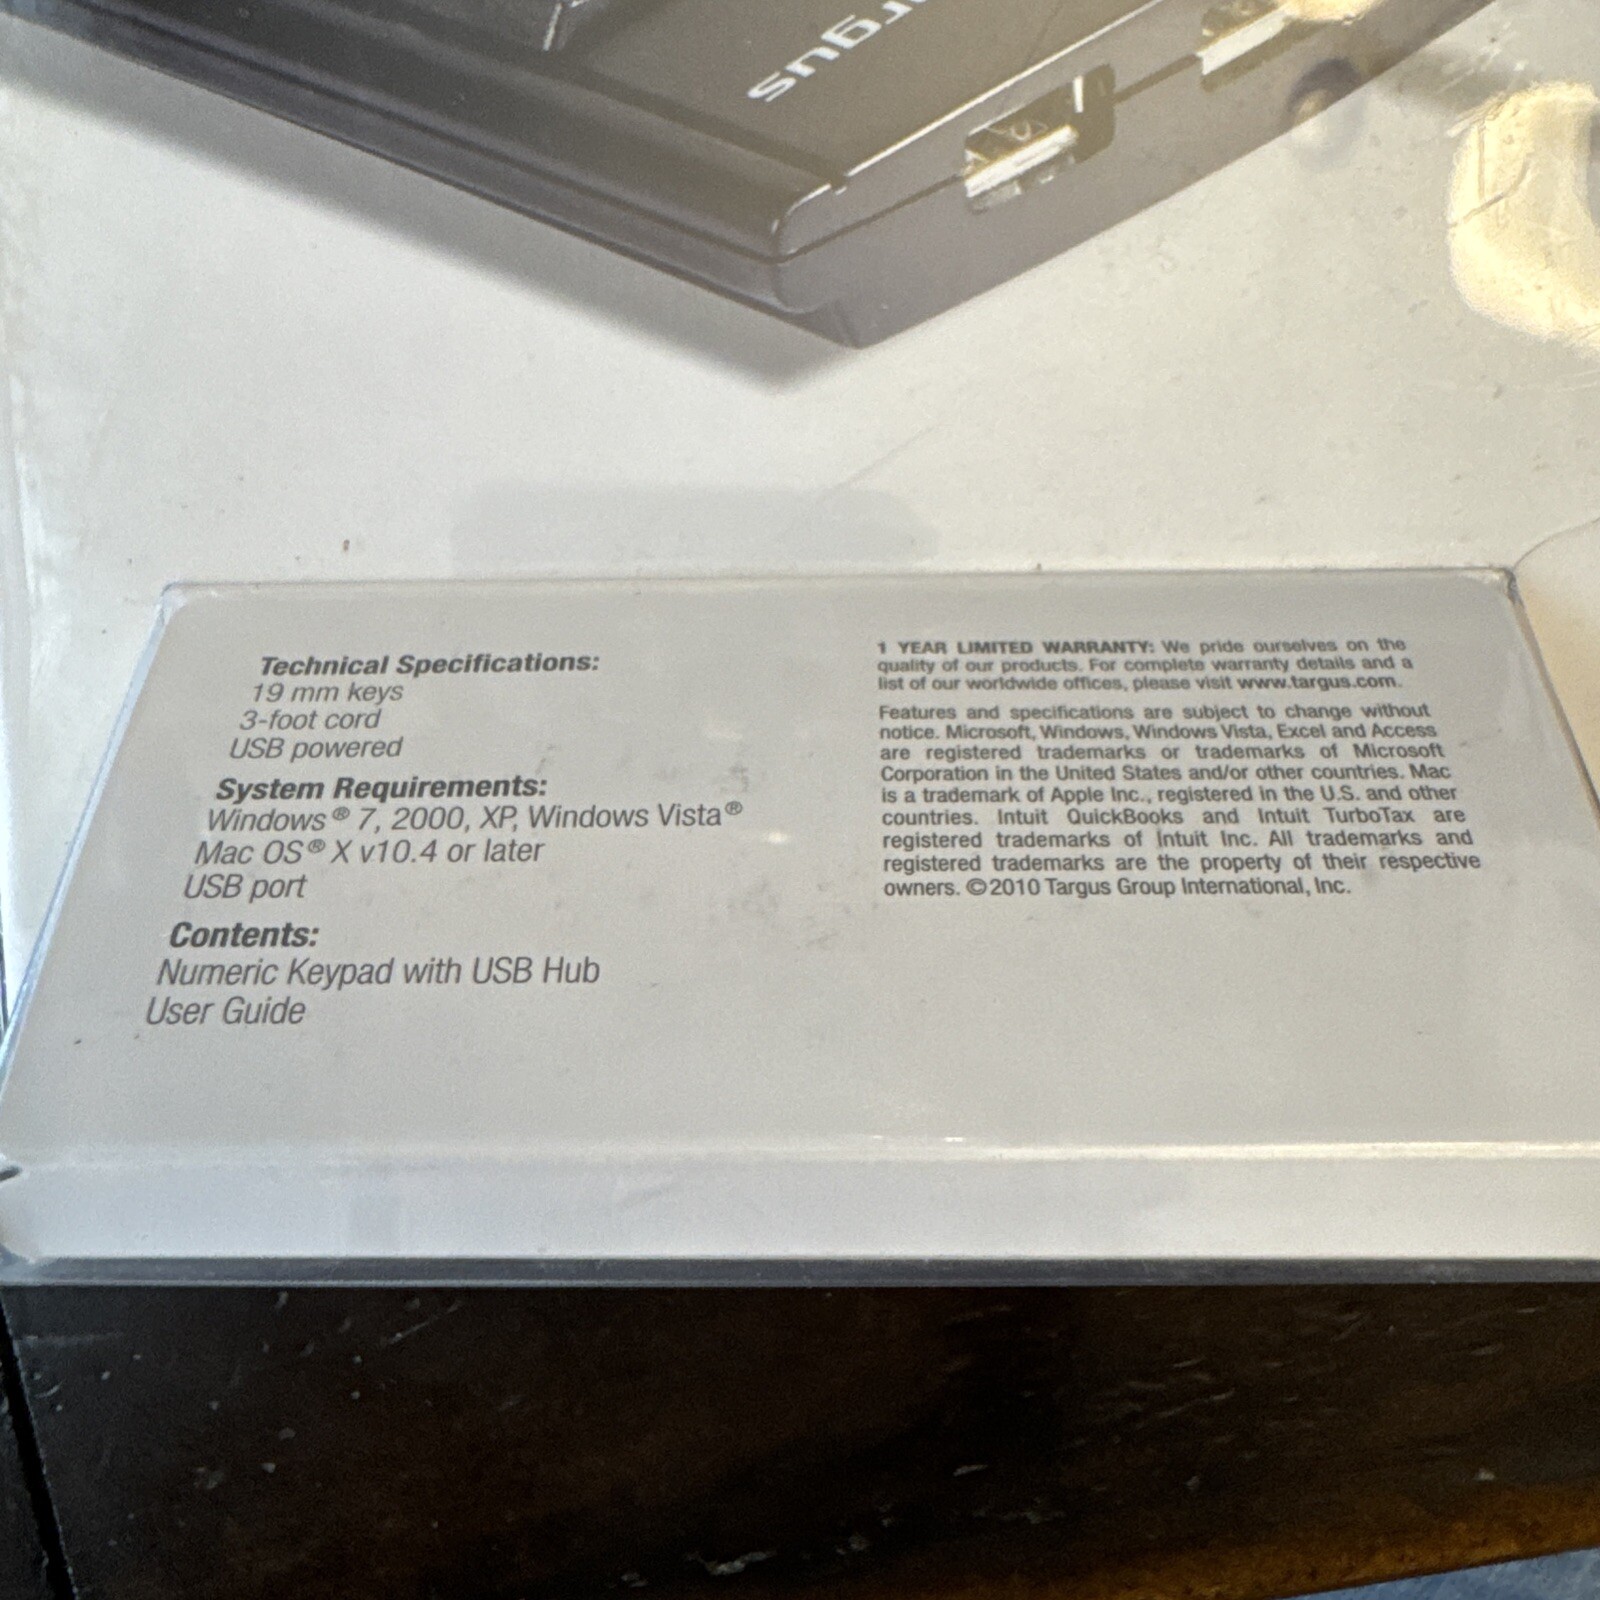 Technical Specifications:
19 mm keys
3-foot cord
USB powered
System Requirements:
Windows® 7, 2000, XP, Windows Vista®
Mac OS® X v10.4 or later
USB port
Contents:
Numeric Keypad with USB Hub
User Guide
1 YEAR LIMITED WARRANTY: We pride ourselves on the
quality of our products. For complete warranty details and a
list of our worldwide offices, please visit www.targus.com.
Features and specifications are subject to change without
notice. Microsoft, Windows, Windows Vista, Excel and Access
are registered trademarks or trademarks of Microsoft
Corporation in the United States and/or other countries. Mac
is a trademark of Apple Inc., registered in the U.S. and other
countries. Intuit QuickBooks and Intuit TurboTax are
registered trademarks of Intuit Inc. All trademarks and
registered trademarks are the property of their respective
owners. ©2010 Targus Group International, Inc.